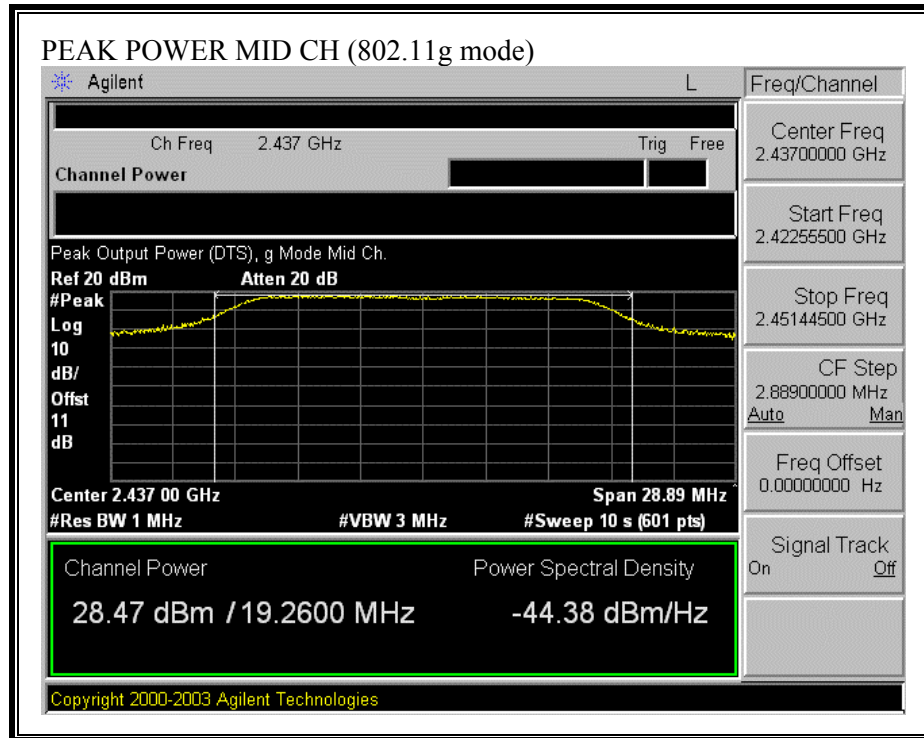 PEAK POWER MID CH (802.11g mode)
Agilent L
Freq/Channel
Ch Freq 2.437 GHz Trig Free
Channel Power
Center Freq
2.43700000 GHz
Start Freq
2.42255500 GHz
Stop Freq
2.45144500 GHz
CF Step
2.88900000 MHz
Auto Man
Freq Offset
0.00000000 Hz
Signal Track
On Off
Peak Output Power (DTS), g Mode Mid Ch.
Ref 20 dBm Atten 20 dB
#Peak
Log
10
dB/
Offst
11
dB
Center 2.437 00 GHz Span 28.89 MHz
#Res BW 1 MHz #VBW 3 MHz #Sweep 10 s (601 pts)
Channel Power Power Spectral Density
28.47 dBm / 19.2600 MHz -44.38 dBm/Hz
Copyright 2000-2003 Agilent Technologies